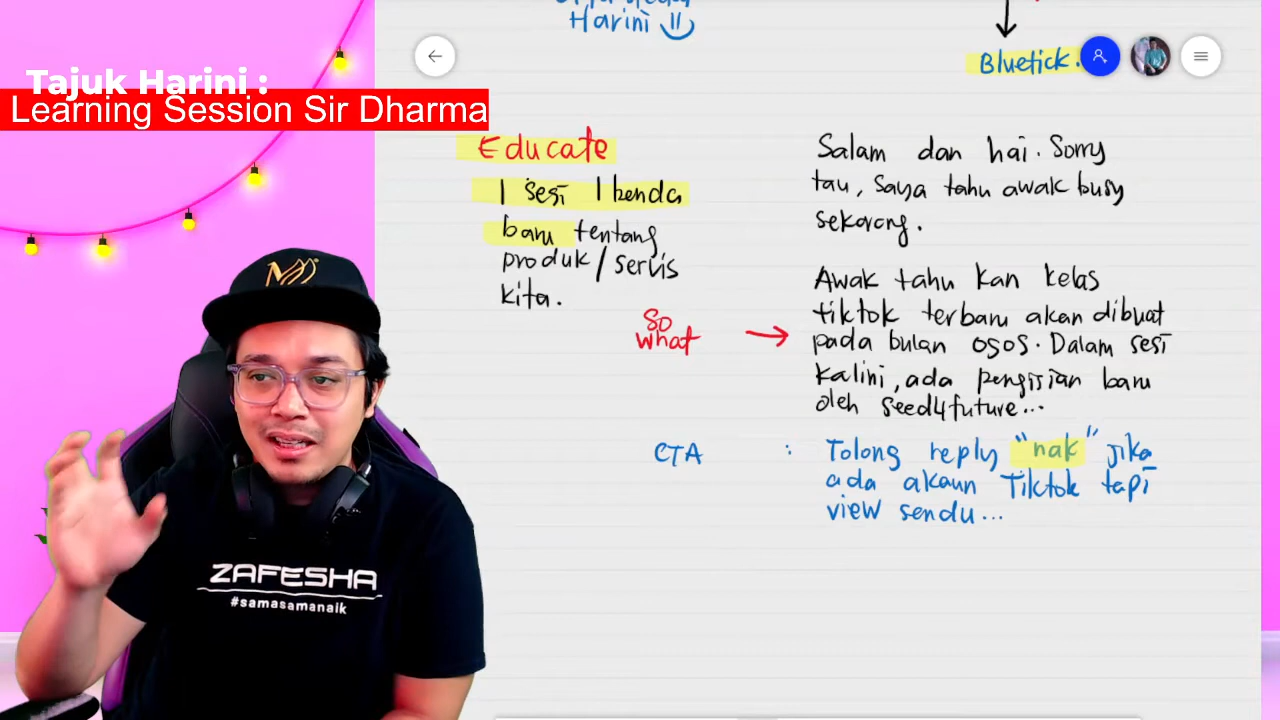 Harini
Bluetick.
Tajuk Harini :
Learning Session Sir Dharma
Educate
1 sesi 1 benda
baru tentang
produk / servis
kita.
So
what
Salam dan hai. Sorry
tau, saya tahu awak busy
sekarang.
Awak tahu kan kelas
tiktok terbaru akan dibuat
pada bulan ogos. Dalam sesi
kalini, ada pengisian baru
oleh seed4future...
CTA : Tolong reply "nak" jika
ada akaun Tiktok tapi
view sendu...
ZAFESHA
#samasamanaik